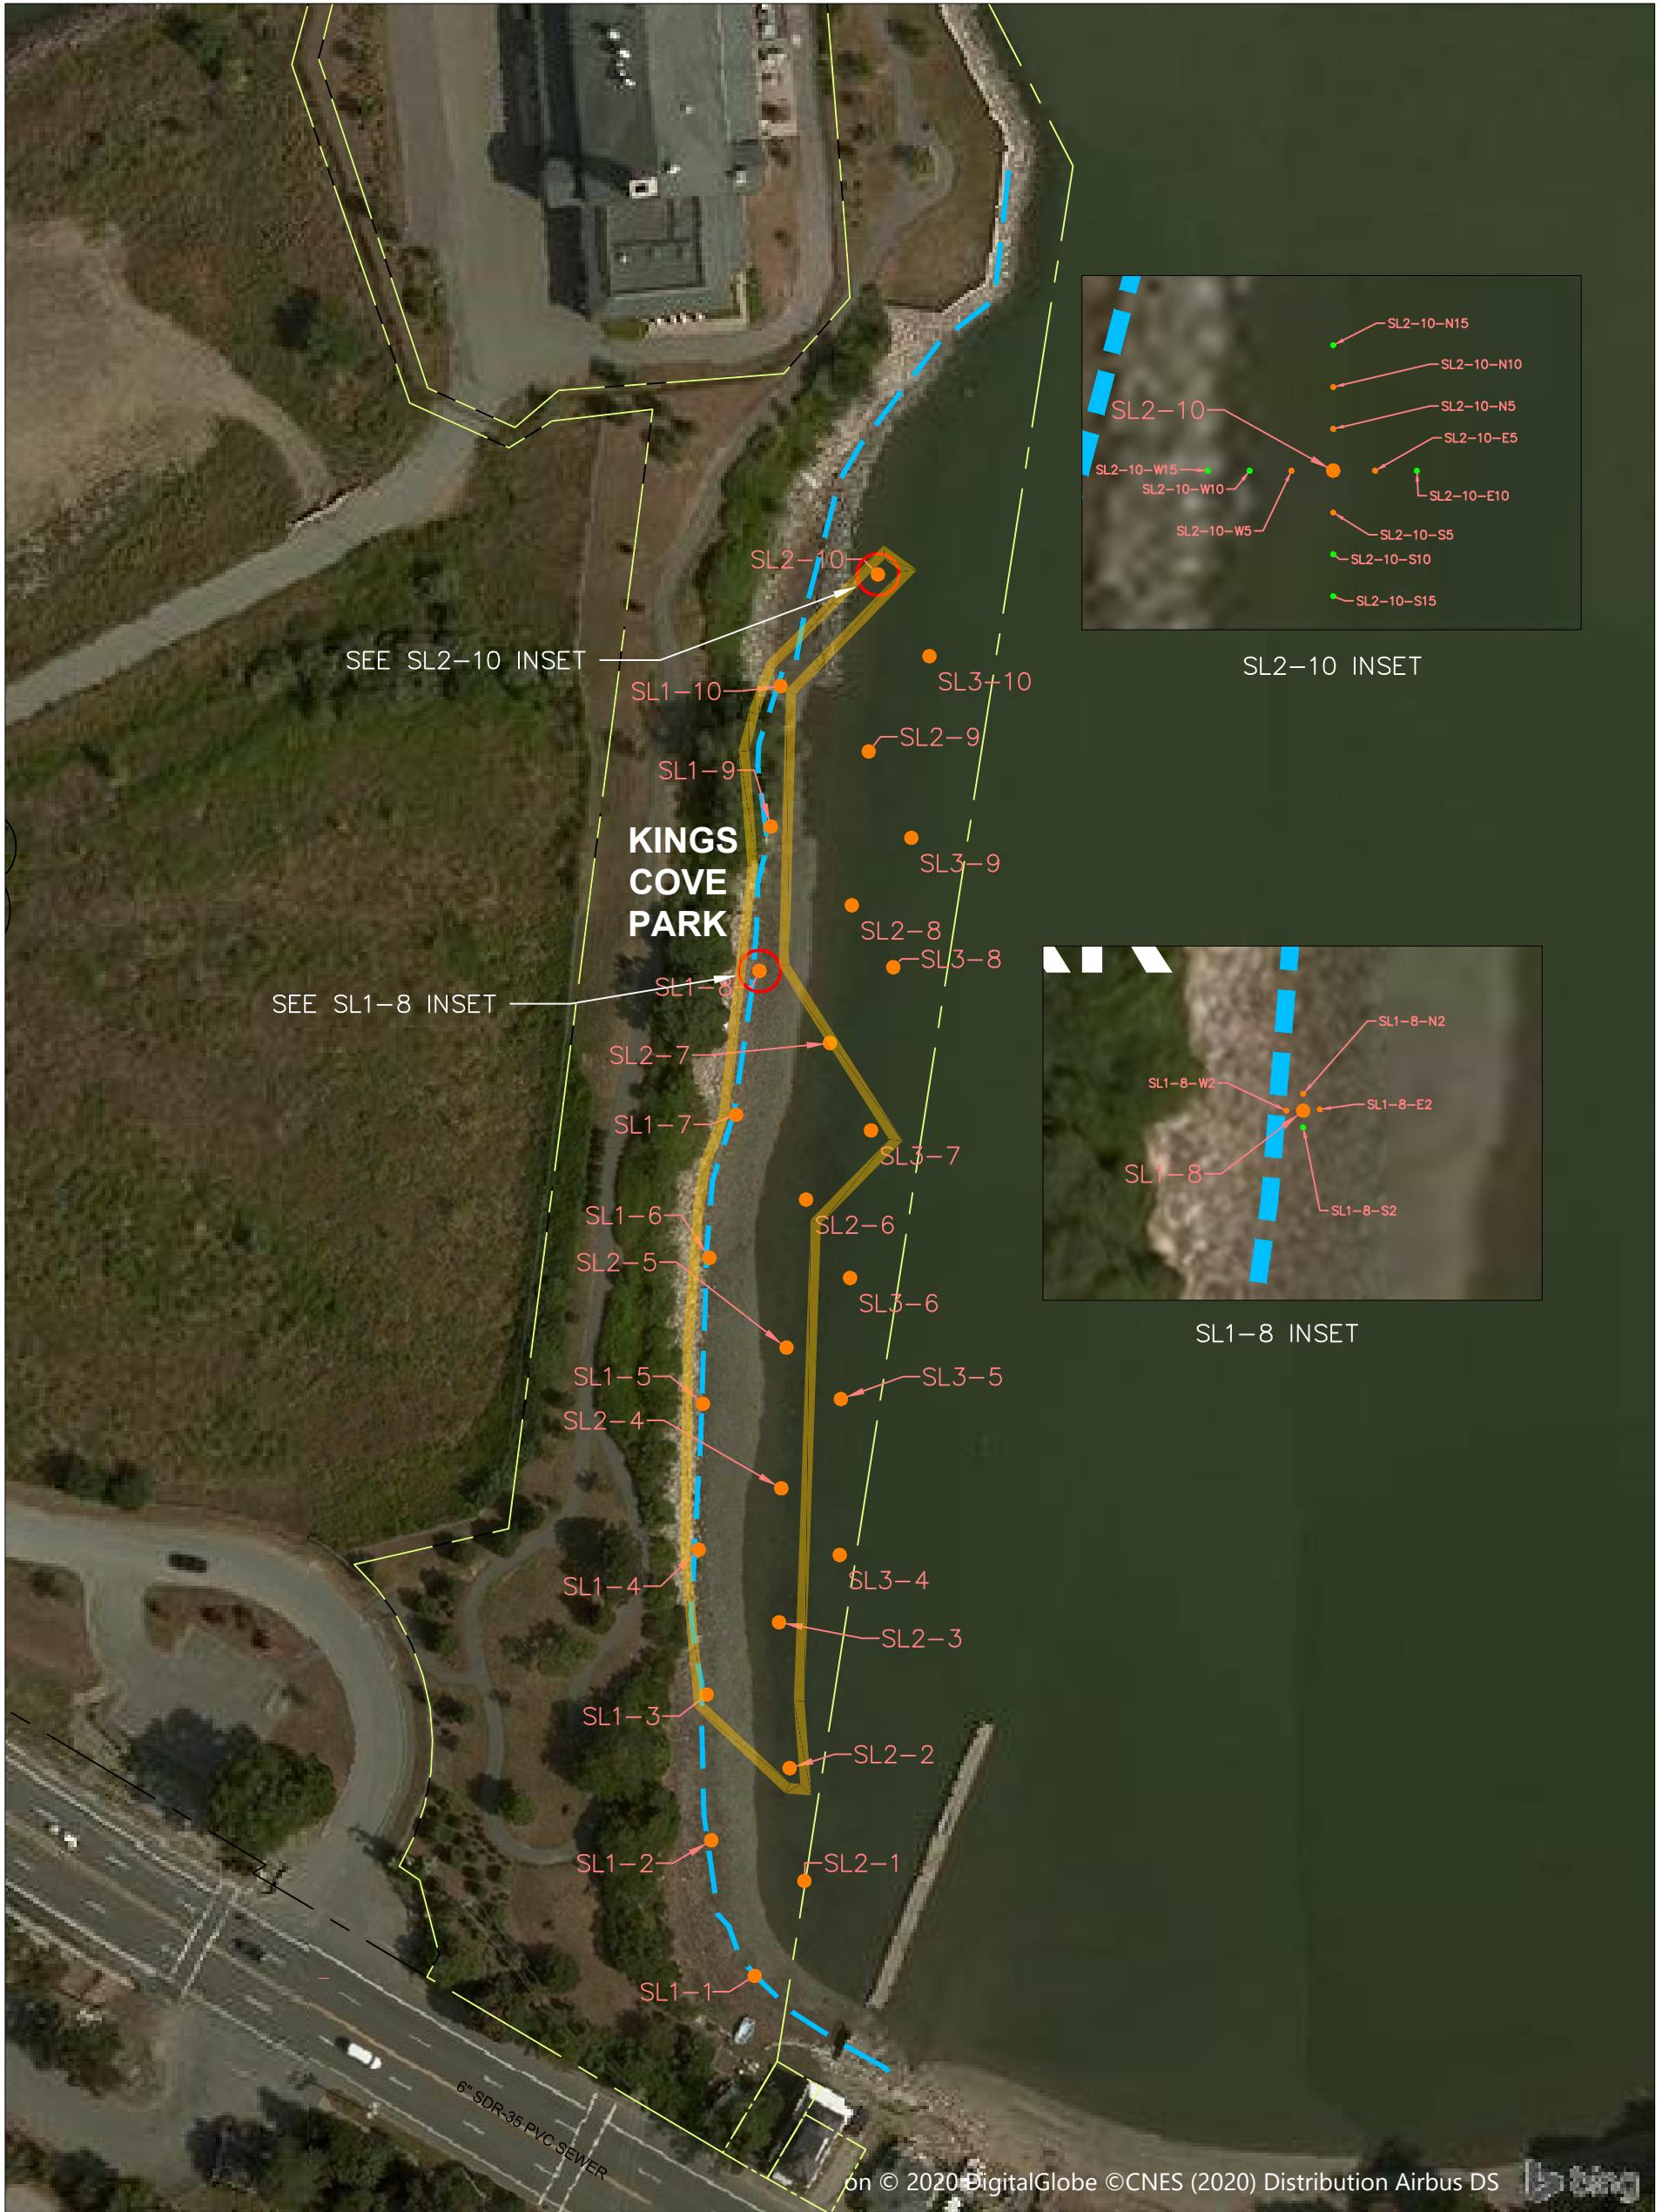 SL2-10-N15
SL2-10-N10
SL2-10-N5
SL2-10
SL2-10-E5
SL2-10-W15
SL2-10-W10
SL2-10-E10
SL2-10-W5
SL2-10-S5
SL2-10-S10
SL2-10-S15
SL2-10 INSET
SL2-10
SEE SL2-10 INSET
SL1-10
SL3-10
SL2-9
SL1-9
KINGS
COVE
PARK
SL3-9
SL2-8
SL3-8
SL1-8
SEE SL1-8 INSET
SL2-7
SL1-7
SL3-7
SL1-8-N2
SL1-8-W2
SL1-8-E2
SL1-8
SL1-8-S2
SL1-8 INSET
SL1-6
SL2-6
SL2-5
SL3-6
SL1-5
SL3-5
SL2-4
SL1-4
SL3-4
SL2-3
SL1-3
SL2-2
SL1-2
SL2-1
SL1-1
6" SDR-35 PVC SEWER
on © 2020 DigitalGlobe ©CNES (2020) Distribution Airbus DS
bing